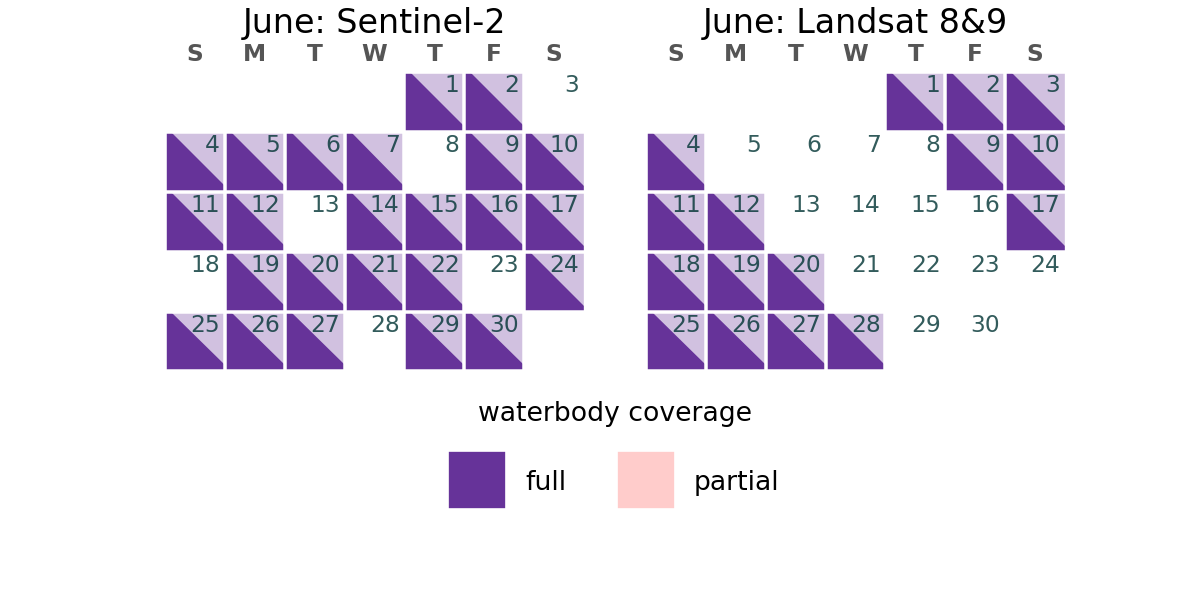 June: Sentinel-2
S M T W T F S
1 2 3
4 5 6 7 8 9 10
11 12 13 14 15 16 17
18 19 20 21 22 23 24
25 26 27 28 29 30
June: Landsat 8&9
S M T W T F S
1 2 3
4 5 6 7 8 9 10
11 12 13 14 15 16 17
18 19 20 21 22 23 24
25 26 27 28 29 30
waterbody coverage
full partial